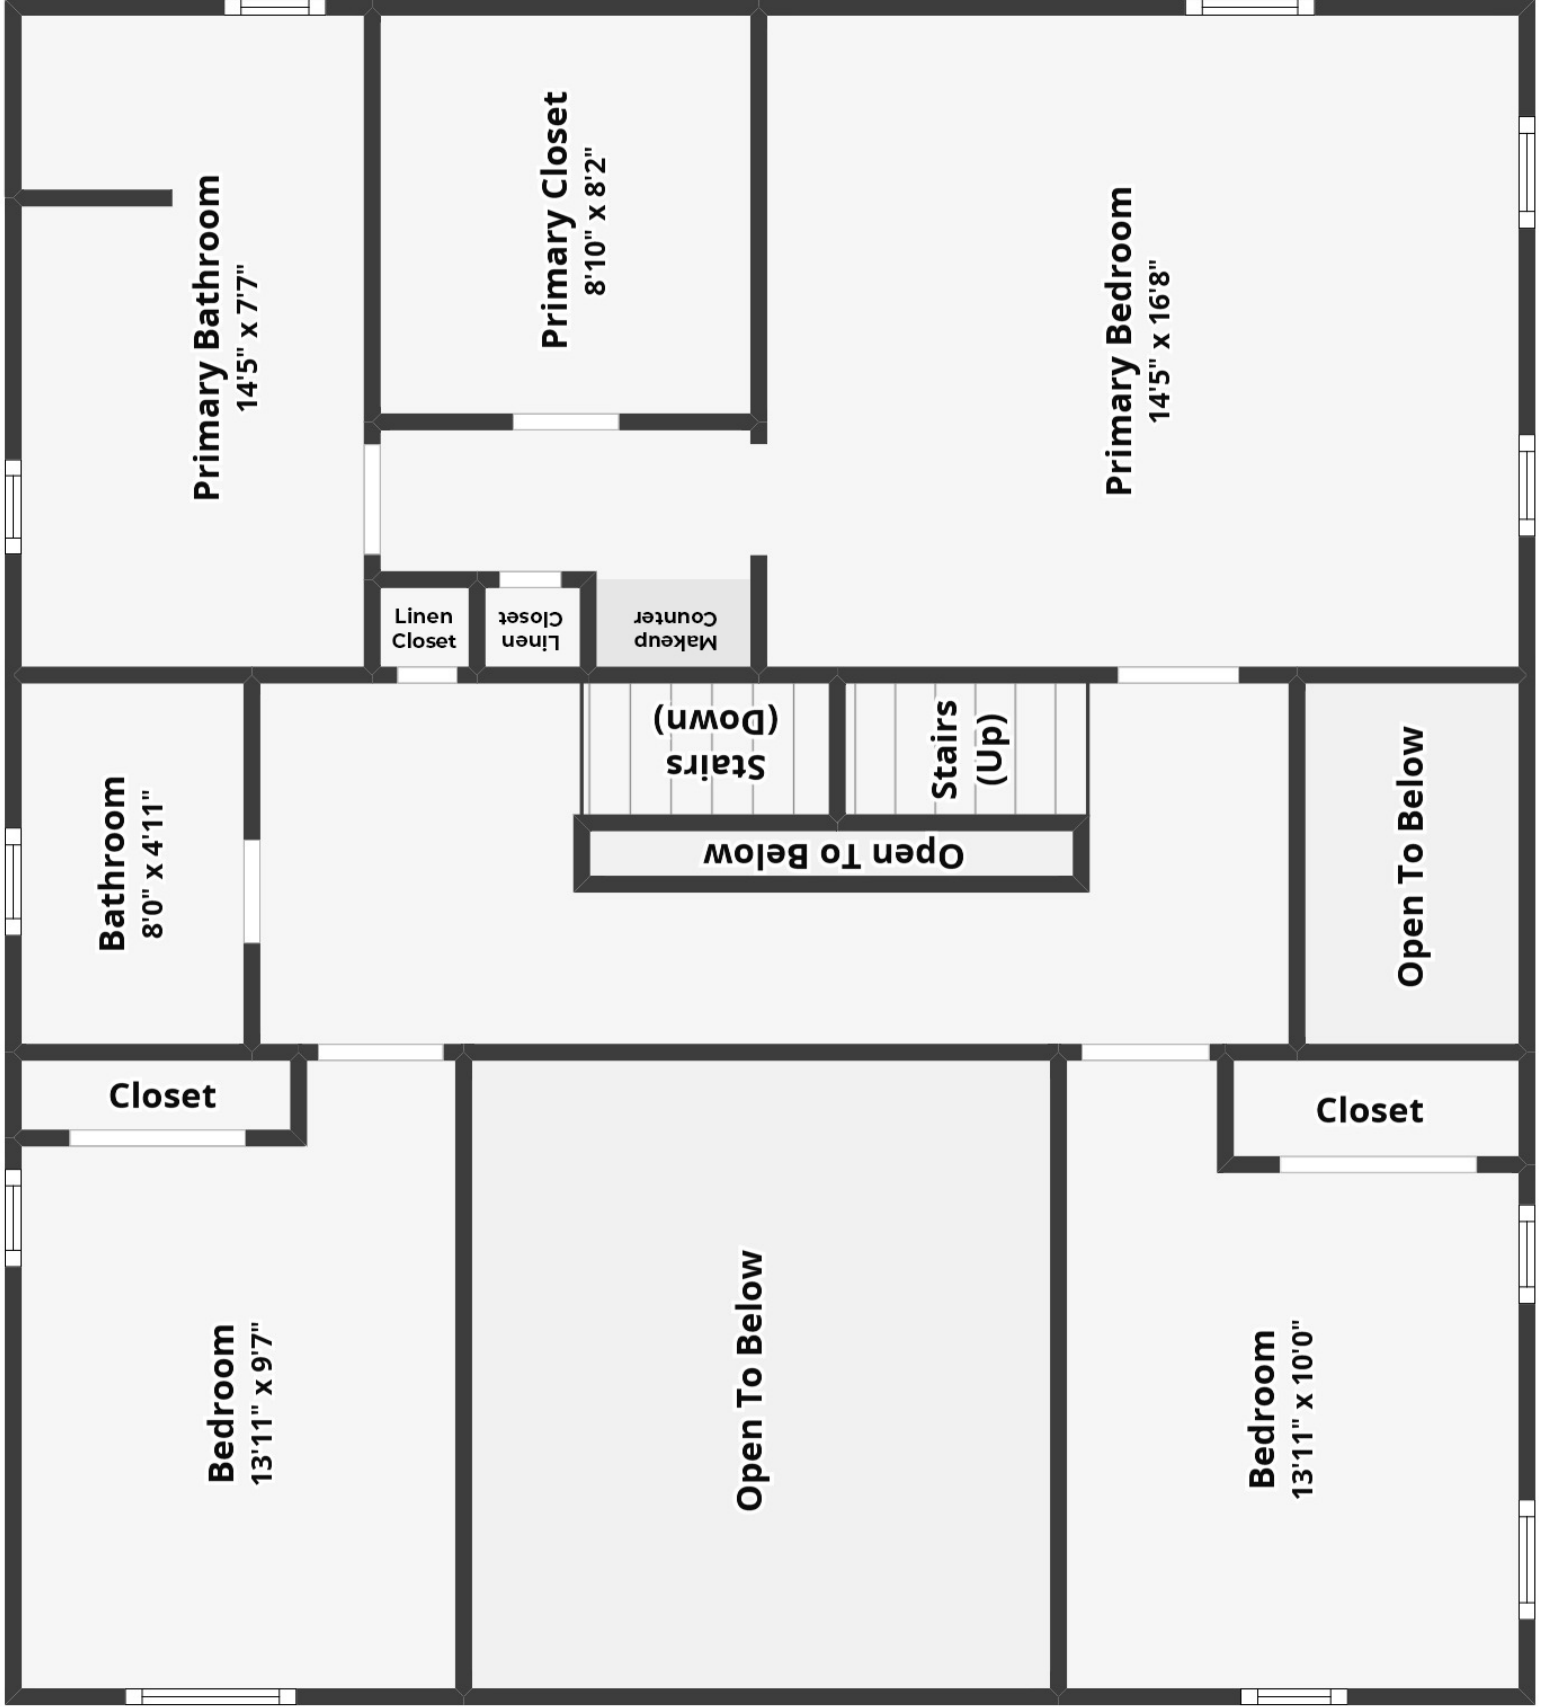 Primary Bathroom
14'5" x 7'7"
Primary Closet
8'10" x 8'2"
Primary Bedroom
14'5" x 16'8"
Linen
Closet
Linen
Closet
Makeup
Counter
Stairs
(Down)
Stairs
(Up)
Open To Below
Bathroom
8'0" x 4'11"
Open To Below
Closet
Closet
Bedroom
13'11" x 9'7"
Open To Below
Bedroom
13'11" x 10'0"